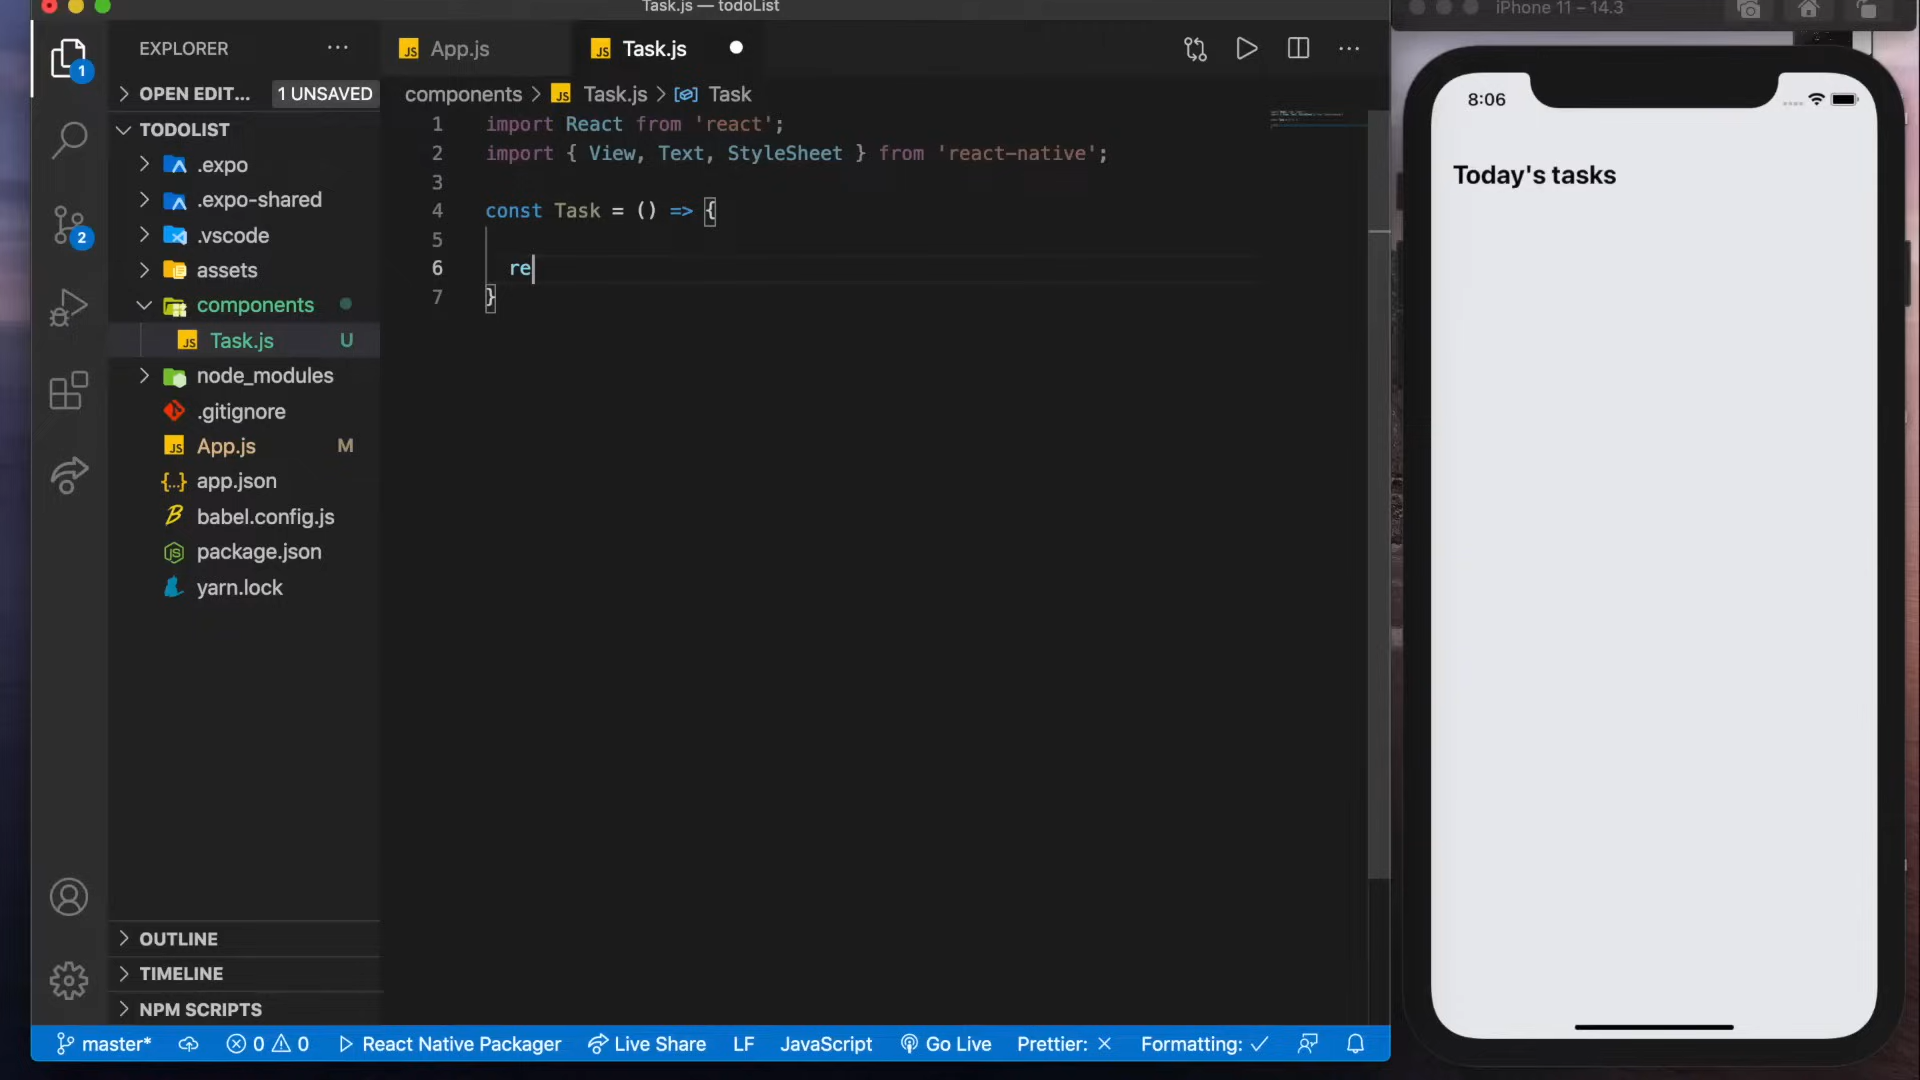 Task.js — todoList
EXPLORER
OPEN EDIT... 1 UNSAVED
TODOLIST
.expo
.expo-shared
.vscode
assets
components
Task.js U
node_modules
.gitignore
App.js M
app.json
babel.config.js
package.json
yarn.lock
OUTLINE
TIMELINE
NPM SCRIPTS
1
2
App.js
Task.js
components > Task.js > Task
1 import React from 'react';
2 import { View, Text, StyleSheet } from 'react-native';
3
4 const Task = () => {
5
6 re
7 }
master* 0 0 React Native Packager Live Share LF JavaScript Go Live Prettier: × Formatting: ✓
iPhone 11 – 14.3
8:06
Today's tasks